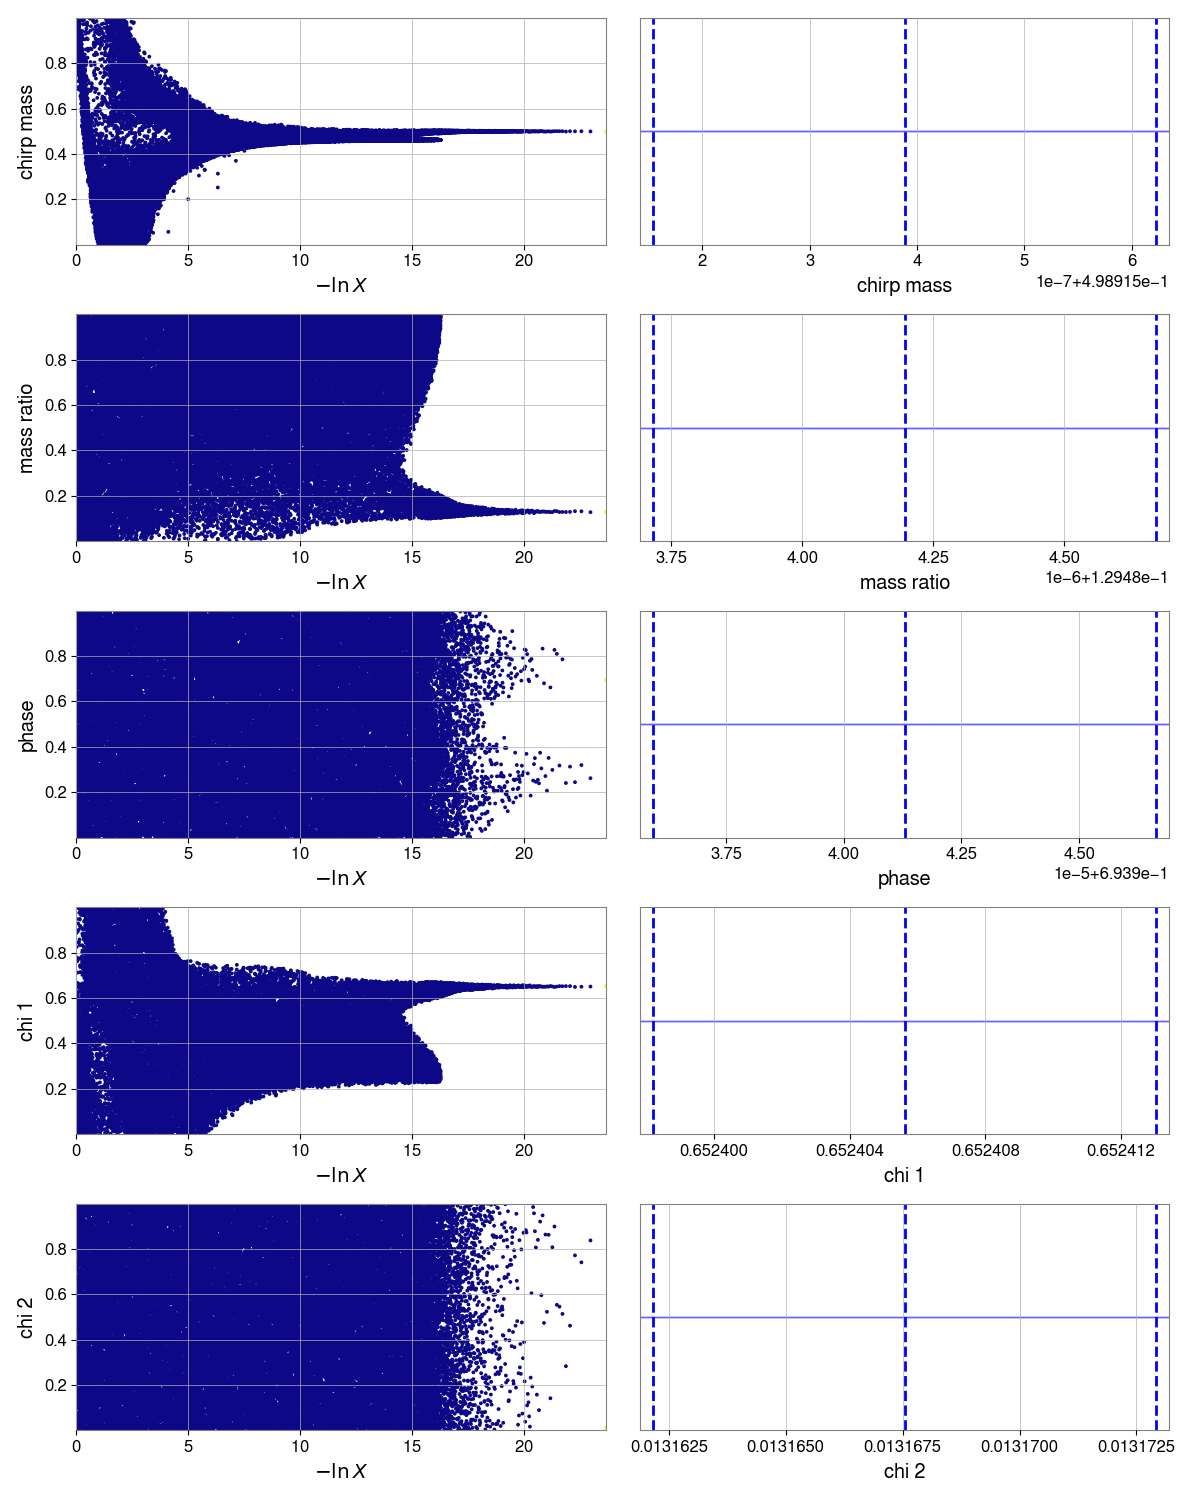 0.8
0.6
0.4
0.2
chirp mass
0 5 10 15 20
−ln X
2 3 4 5 6
1e−7+4.98915e−1
chirp mass
0.8
0.6
0.4
0.2
mass ratio
0 5 10 15 20
−ln X
3.75 4.00 4.25 4.50
1e−6+1.2948e−1
mass ratio
0.8
0.6
0.4
0.2
phase
0 5 10 15 20
−ln X
3.75 4.00 4.25 4.50
1e−5+6.939e−1
phase
0.8
0.6
0.4
0.2
chi 1
0 5 10 15 20
−ln X
0.652400 0.652404 0.652408 0.652412
chi 1
0.8
0.6
0.4
0.2
chi 2
0 5 10 15 20
−ln X
0.0131625 0.0131650 0.0131675 0.0131700 0.0131725
chi 2